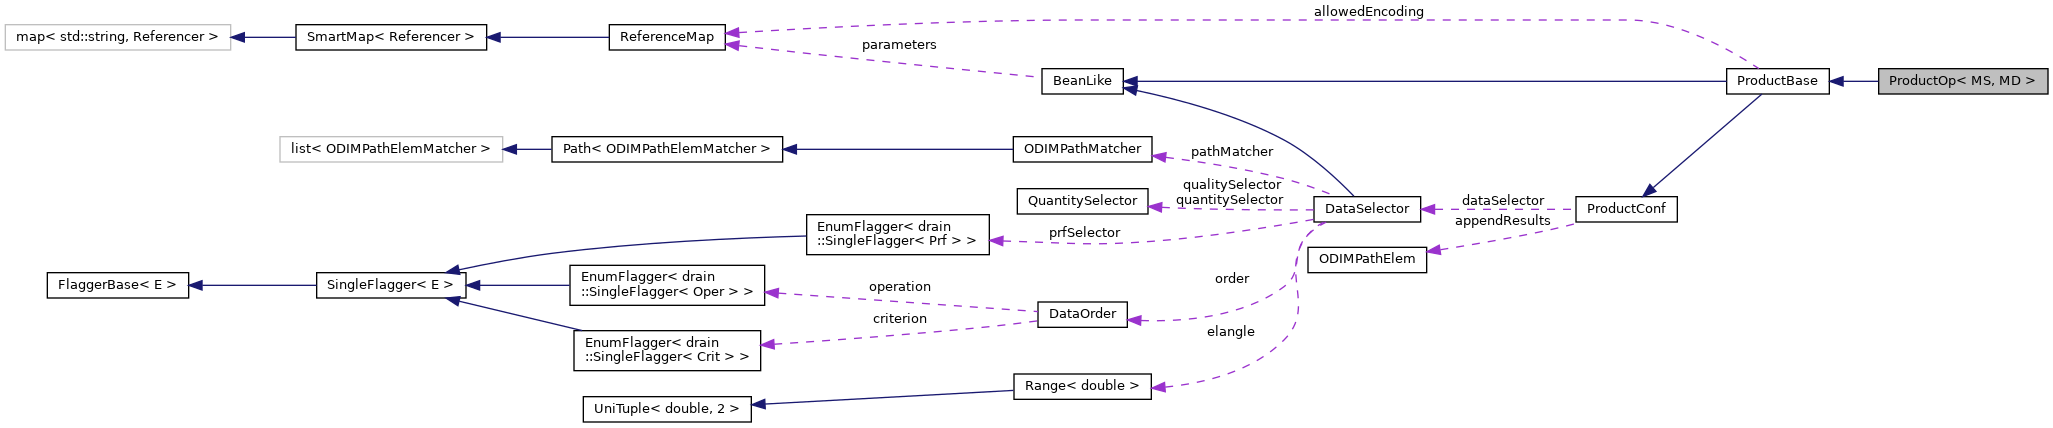 allowedEncoding
map< std::string, Referencer >
SmartMap< Referencer >
ReferenceMap
parameters
BeanLike
ProductBase
ProductOp< MS, MD >
list< ODIMPathElemMatcher >
Path< ODIMPathElemMatcher >
ODIMPathMatcher
pathMatcher
qualitySelector
quantitySelector
QuantitySelector
DataSelector
dataSelector
appendResults
ProductConf
EnumFlagger< drain
::SingleFlagger< Prf > >
prfSelector
ODIMPathElem
FlaggerBase< E >
SingleFlagger< E >
EnumFlagger< drain
::SingleFlagger< Oper > >
operation
order
criterion
DataOrder
elangle
EnumFlagger< drain
::SingleFlagger< Crit > >
Range< double >
UniTuple< double, 2 >